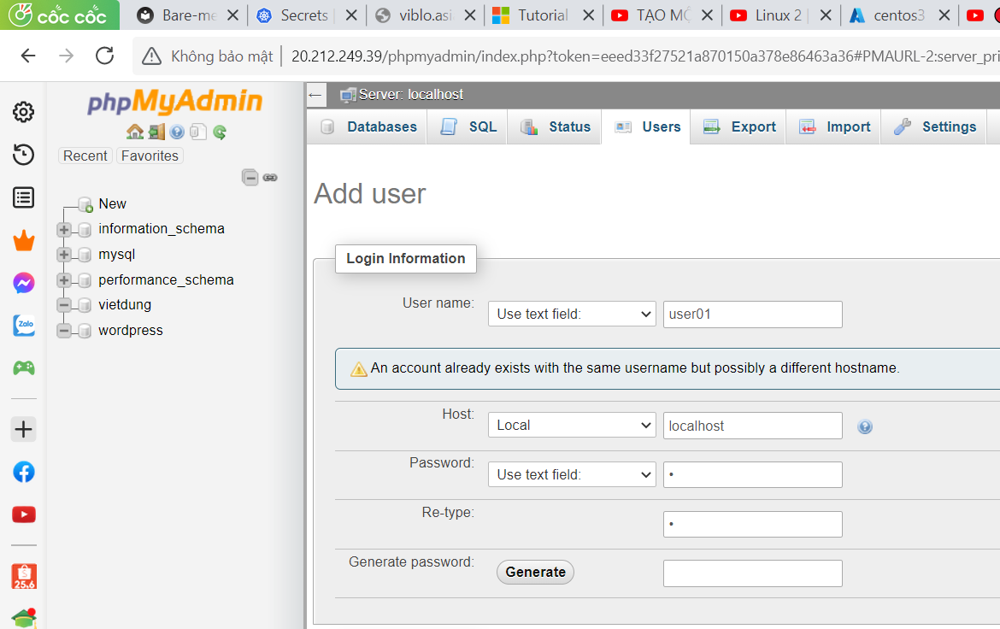 cốc cốc
Bare-me
Secrets
viblo.asi
Tutorial
TẠO MỘ
Linux 2
centos3
Không bảo mật
20.212.249.39/phpmyadmin/index.php?token=eeed33f27521a870150a378e86463a36#PMAURL-2:server_pri
phpMyAdmin
Recent
Favorites
New
information_schema
mysql
performance_schema
vietdung
wordpress
Zalo
25.6
Server: localhost
Databases
SQL
Status
Users
Export
Import
Settings
Add user
Login Information
User name:
Use text field:
user01
An account already exists with the same username but possibly a different hostname.
Host:
Local
localhost
Password:
Use text field:
Re-type:
Generate password:
Generate